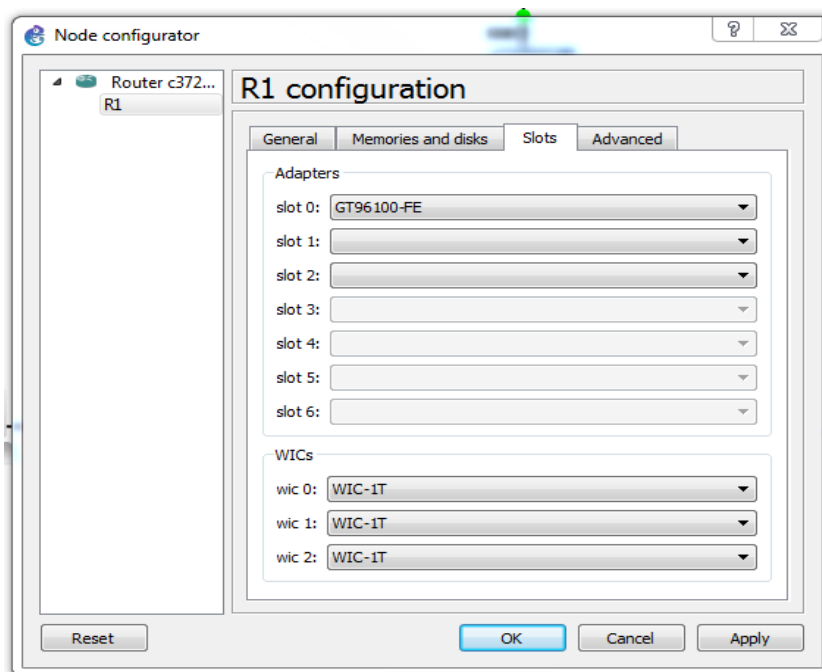 Node configurator
Router c372...
R1
R1 configuration
General Memories and disks Slots Advanced
Adapters
slot 0: GT96100-FE
slot 1:
slot 2:
slot 3:
slot 4:
slot 5:
slot 6:
WICs
wic 0: WIC-1T
wic 1: WIC-1T
wic 2: WIC-1T
Reset OK Cancel Apply